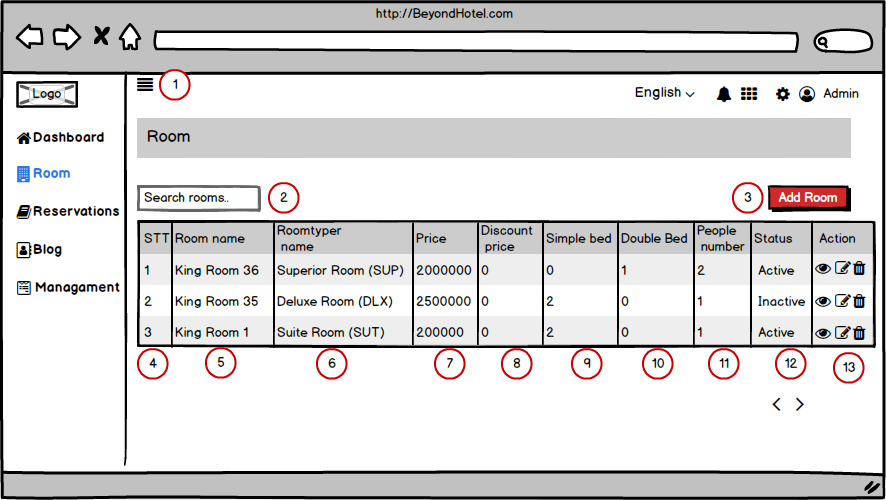 http://BeyondHotel.com
Logo
1
English
Admin
Dashboard
Room
Room
Search rooms..
2
3
Add Room
Reservations
Blog
Managament
STT Room name Roomtyper name Price Discount price Simple bed Double Bed People number Status Action
1 King Room 36 Superior Room (SUP) 2000000 0 0 1 2 Active
2 King Room 35 Deluxe Room (DLX) 2500000 0 2 0 1 Inactive
3 King Room 1 Suite Room (SUT) 200000 0 2 0 1 Active
4 5 6 7 8 9 10 11 12 13